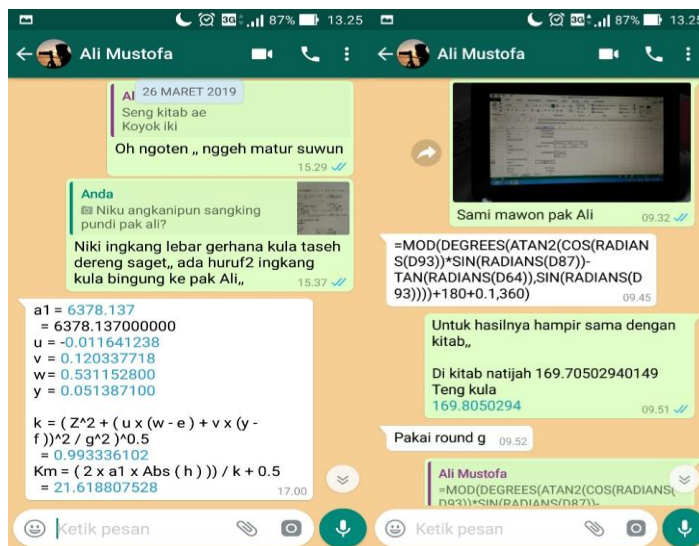 3G 87% 13.25
Ali Mustofa
26 MARET 2019
Al
Seng kitab ae
Koyok iki
Oh ngoten ,, nggeh matur suwun
15.29
Anda
Niku angkanipun sangking
pundi pak ali?
Niki ingkang lebar gerhana kula taseh
dereng saget,, ada huruf2 ingkang
kula bingung ke pak Ali,,
15.37
a1 = 6378.137
= 6378.137000000
u = -0.011641238
v = 0.120337718
w= 0.531152800
y = 0.051387100
k = ( Z^2 + ( u x (w - e ) + v x (y -
f ))^2 / g^2 )^0.5
= 0.993336102
Km = ( 2 x a1 x Abs ( h ) )) / k + 0.5
= 21.618807528
17.00
Ketik pesan
3G 87% 13.25
Ali Mustofa
Sami mawon pak Ali
09.32
=MOD(DEGREES(ATAN2(COS(RADIAN
S(D93))*SIN(RADIANS(D87))-
TAN(RADIANS(D64)),SIN(RADIANS(D
93))))+180+0.1,360)
09.45
Untuk hasilnya hampir sama dengan
kitab,,
Di kitab natijah 169.70502940149
Teng kula
169.8050294
09.51
Pakai round g
09.52
Ali Mustofa
=MOD(DEGREES(ATAN2(COS(RADIANS(
D93))*SIN(RADIANS(D87))-
Ketik pesan